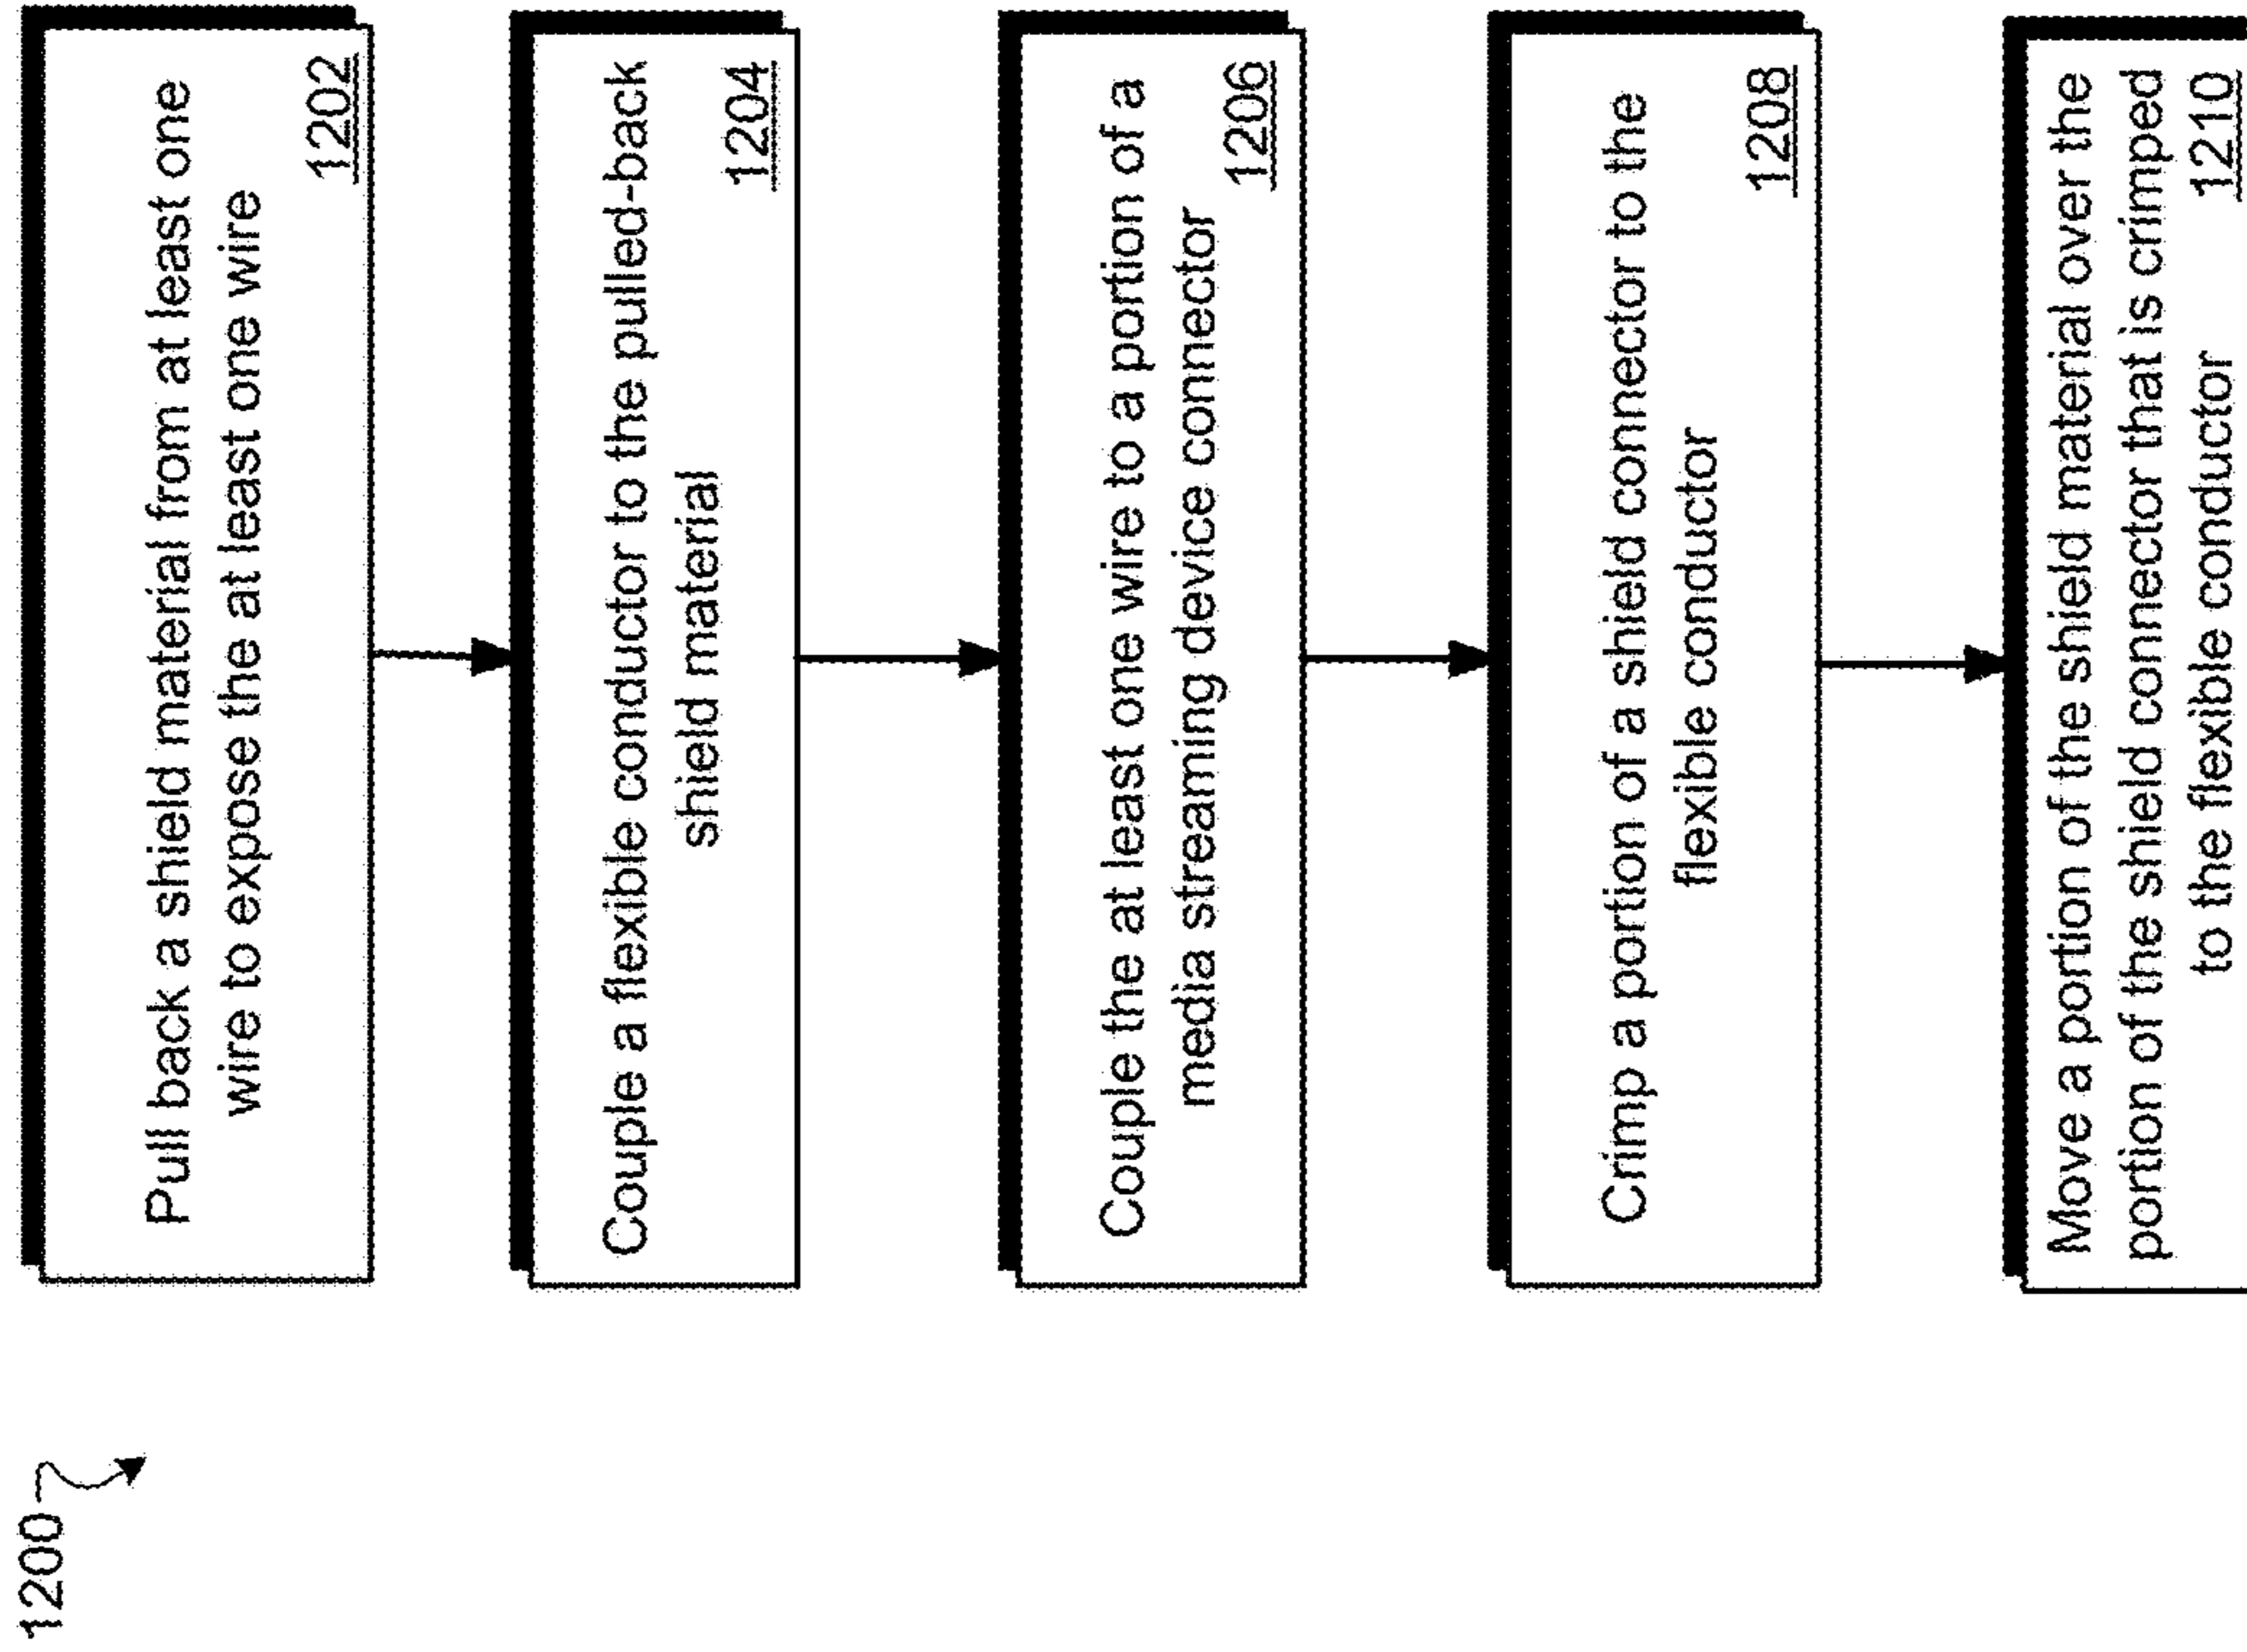 1200
Pull back a shield material from at least one
wire to expose the at least one wire
1202
Couple a flexible conductor to the pulled-back
shield material
1204
Couple the at least one wire to a portion of a
media streaming device connector
1206
Crimp a portion of a shield connector to the
flexible conductor
1208
Move a portion of the shield material over the
portion of the shield connector that is crimped
to the flexible conductor
1210